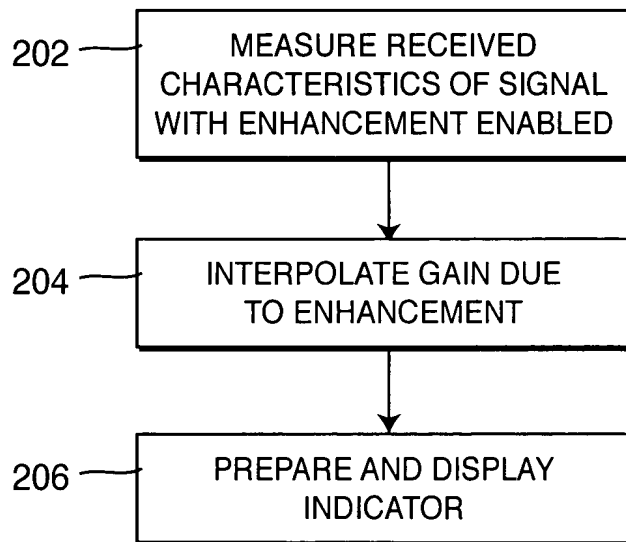 202
MEASURE RECEIVED
CHARACTERISTICS OF SIGNAL
WITH ENHANCEMENT ENABLED
204
INTERPOLATE GAIN DUE
TO ENHANCEMENT
206
PREPARE AND DISPLAY
INDICATOR